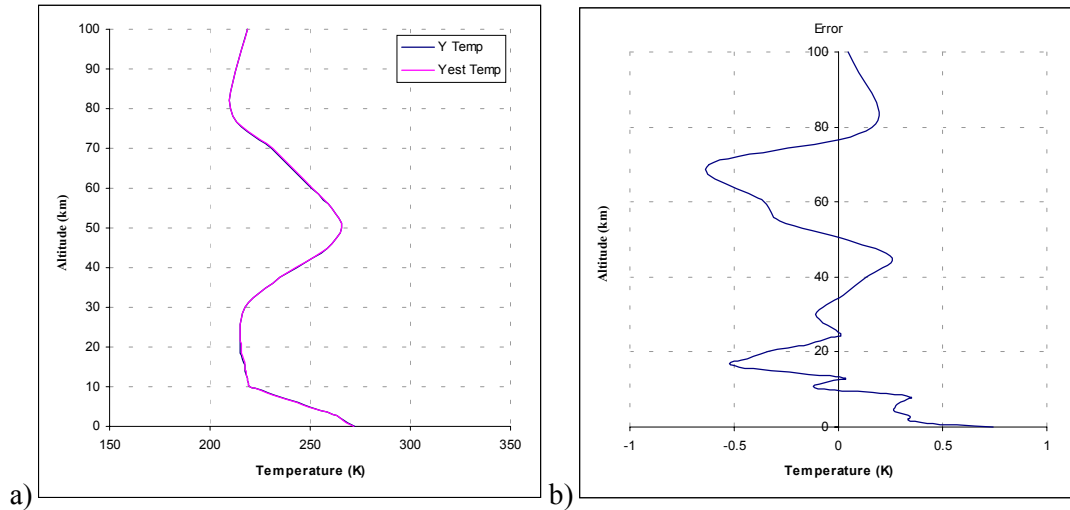 100
90
80
70
60
50
40
30
20
10
0
Altitude (km)
150 200 250 300 350
Temperature (K)
Y Temp
Yest Temp
a)
Error
100
80
60
40
20
0
Altitude (km)
-1 -0.5 0 0.5 1
Temperature (K)
b)